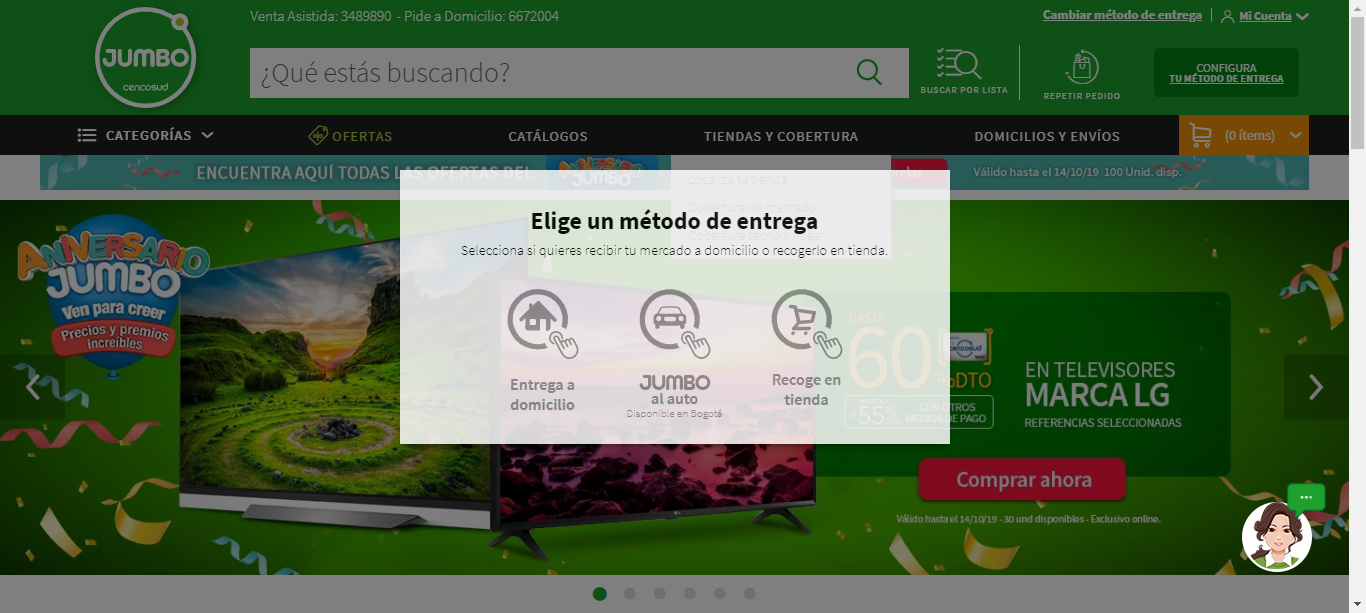 Venta Asistida: 3489890 - Pide a Domicilio: 6672004
Cambiar método de entrega
Mi Cuenta
JUMBO
cencosud
¿Qué estás buscando?
BUSCAR POR LISTA
REPETIR PEDIDO
CONFIGURA
TU MÉTODO DE ENTREGA
CATEGORÍAS
OFERTAS
CATÁLOGOS
TIENDAS Y COBERTURA
DOMICILIOS Y ENVÍOS
(0 ítems)
ENCUENTRA AQUÍ TODAS LAS OFERTAS DEL
JUMBO
Válido hasta el 14/10/19 100 Unid. disp.
Localiza tu tienda
Cobertura de mercado
Elige un método de entrega
Selecciona si quieres recibir tu mercado a domicilio o recogerlo en tienda.
Entrega a
domicilio
JUMBO
al auto
Disponible en Bogotá
Recoge en
tienda
ANIVERSARIO
JUMBO
Ven para creer
Precios y premios
increíbles
HASTA
60%DTO
cencosud
HASTA
o 55%
CON OTROS
MEDIOS DE PAGO
EN TELEVISORES
MARCA LG
REFERENCIAS SELECCIONADAS
Comprar ahora
Válido hasta el 14/10/19 -30 und disponibles - Exclusivo online.
LG